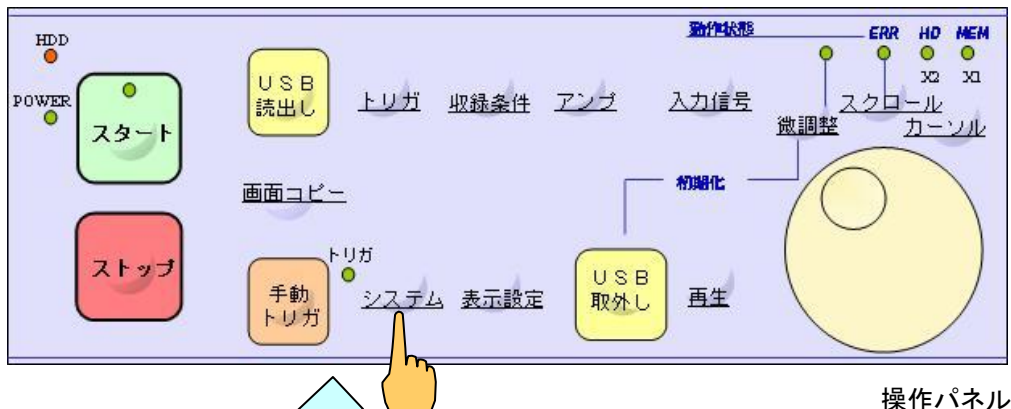 動作状態
ERR HD MEM
HDD
X2 X1
POWER
スタート
USB
読出し
トリガ 収録条件 アンプ 入力信号
スクロール
微調整
カーソル
画面コピー
初期化
ストップ
トリガ
手動
トリガ
システム 表示設定
USB
取外し
再生
操作パネル